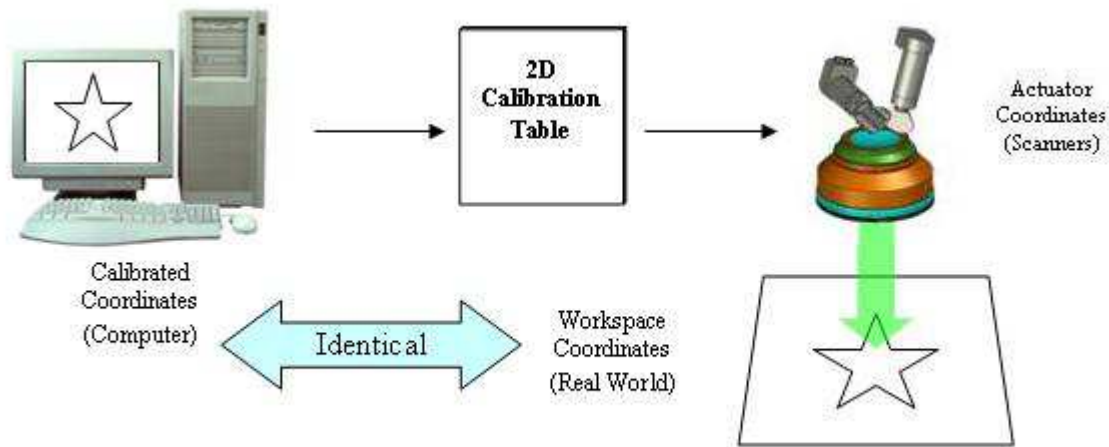 2D
Calibration
Table
Actuator
Coordinates
(Scanners)
Calibrated
Coordinates
(Computer)
Identical
Workspace
Coordinates
(Real World)